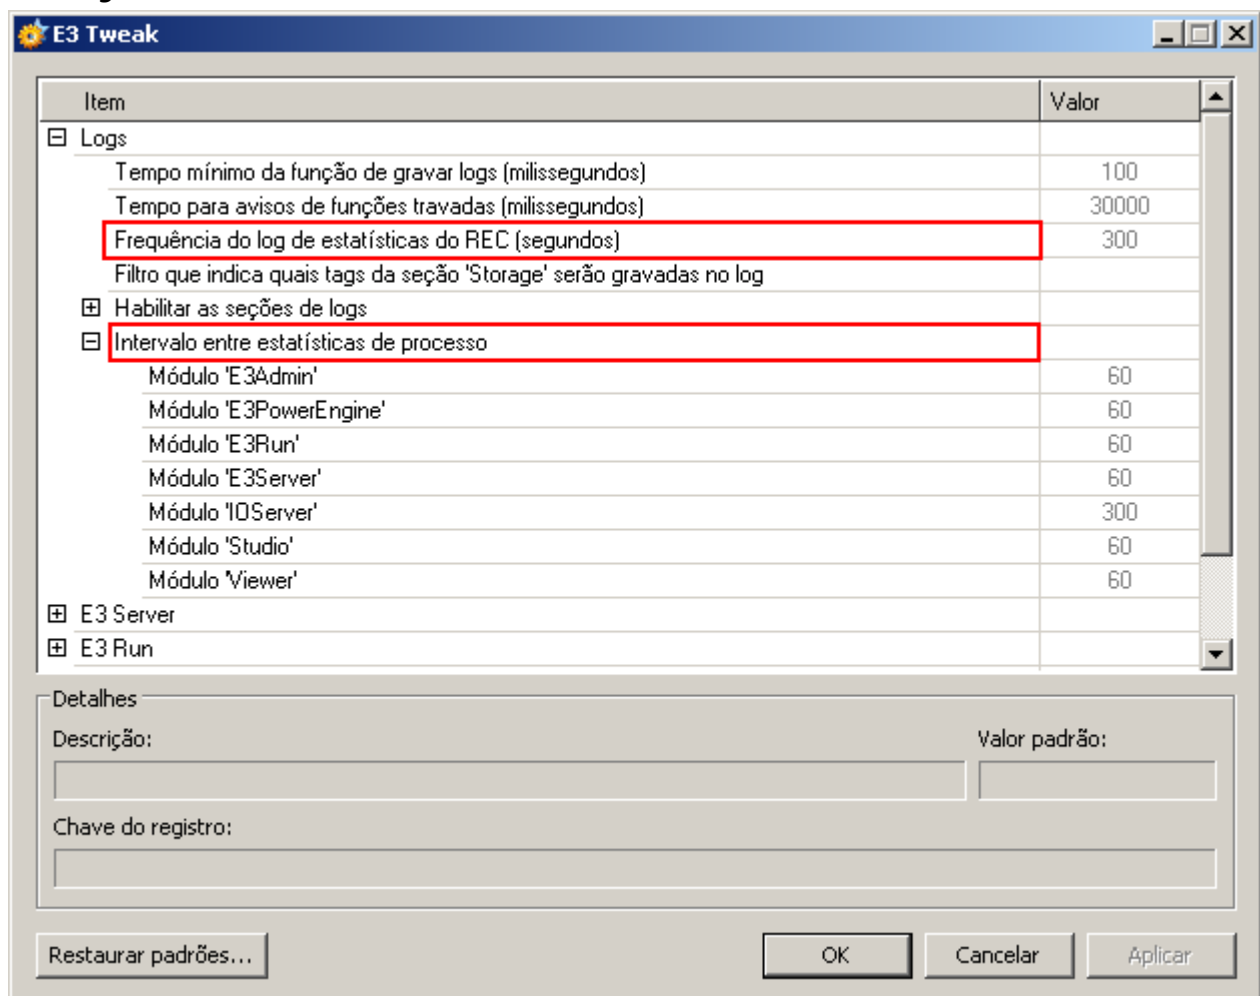 E3 Tweak
Item Valor
Logs
Tempo mínimo da função de gravar logs (milissegundos) 100
Tempo para avisos de funções travadas (milissegundos) 30000
Frequência do log de estatísticas do REC (segundos) 300
Filtro que indica quais tags da seção 'Storage' serão gravadas no log
Habilitar as seções de logs
Intervalo entre estatísticas de processo
Módulo 'E3Admin' 60
Módulo 'E3PowerEngine' 60
Módulo 'E3Run' 60
Módulo 'E3Server' 60
Módulo 'IOServer' 300
Módulo 'Studio' 60
Módulo 'Viewer' 60
E3 Server
E3 Run
Detalhes
Descrição: Valor padrão:
Chave do registro:
Restaurar padrões... OK Cancelar Aplicar